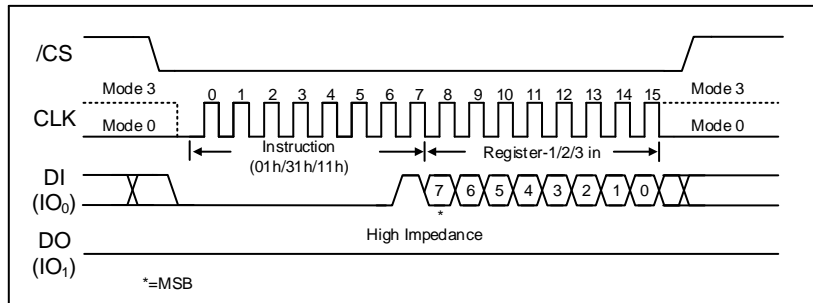 /CS
Mode 3 0 1 2 3 4 5 6 7 8 9 10 11 12 13 14 15 Mode 3
CLK Mode 0 Mode 0
Instruction Register-1/2/3 in
(01h/31h/11h)
DI
(IO0) 7 6 5 4 3 2 1 0
*
High Impedance
DO
(IO1)
*=MSB